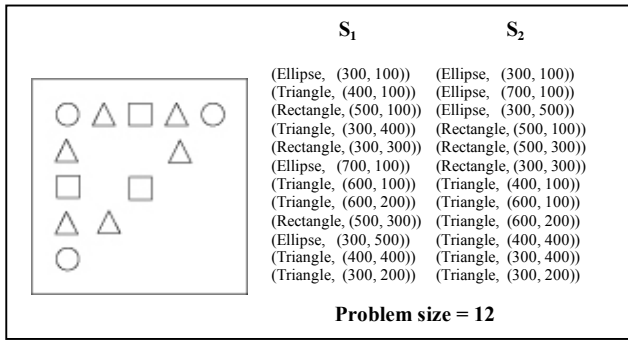 S1 S2
(Ellipse, (300, 100)) (Ellipse, (300, 100))
(Triangle, (400, 100)) (Ellipse, (700, 100))
(Rectangle, (500, 100)) (Ellipse, (300, 500))
(Triangle, (300, 400)) (Rectangle, (500, 100))
(Rectangle, (300, 300)) (Rectangle, (500, 300))
(Ellipse, (700, 100)) (Rectangle, (300, 300))
(Triangle, (600, 100)) (Triangle, (400, 100))
(Triangle, (600, 200)) (Triangle, (600, 100))
(Rectangle, (500, 300)) (Triangle, (600, 200))
(Ellipse, (300, 500)) (Triangle, (400, 400))
(Triangle, (400, 400)) (Triangle, (300, 400))
(Triangle, (300, 200)) (Triangle, (300, 200))
Problem size = 12